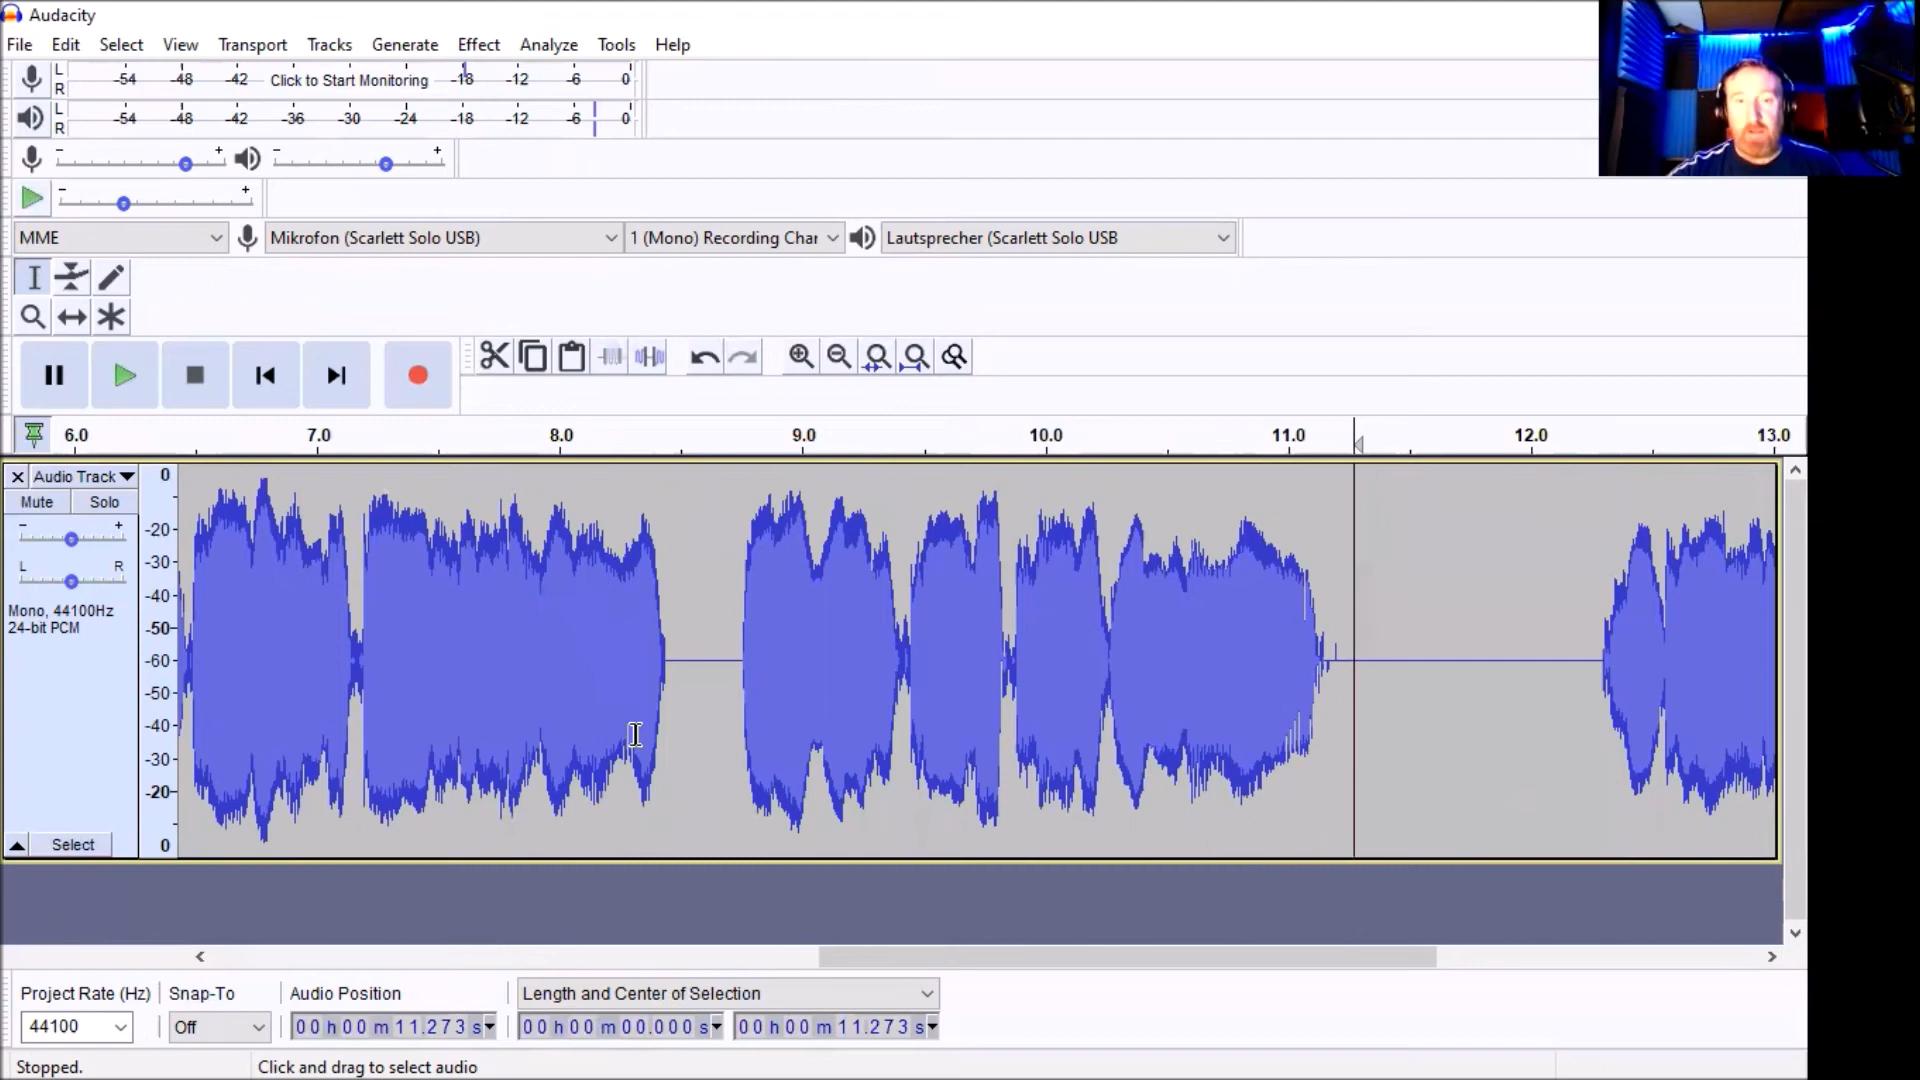 Audacity
File Edit Select View Transport Tracks Generate Effect Analyze Tools Help
L
R
-54 -48 -42 Click to Start Monitoring -18 -12 -6 0
L
R
-54 -48 -42 -36 -30 -24 -18 -12 -6 0
- + - +
- +
MME Mikrofon (Scarlett Solo USB) 1 (Mono) Recording Char Lautsprecher (Scarlett Solo USB
6.0 7.0 8.0 9.0 10.0 11.0 12.0 13.0
Audio Track
Mute Solo
- +
L R
Mono, 44100Hz
24-bit PCM
Select
0
-20
-30
-40
-50
-60
-50
-40
-30
-20
0
Project Rate (Hz) Snap-To Audio Position Length and Center of Selection
44100 Off 00 h 00 m 11.273 s 00 h 00 m 00.000 s 00 h 00 m 11.273 s
Stopped. Click and drag to select audio